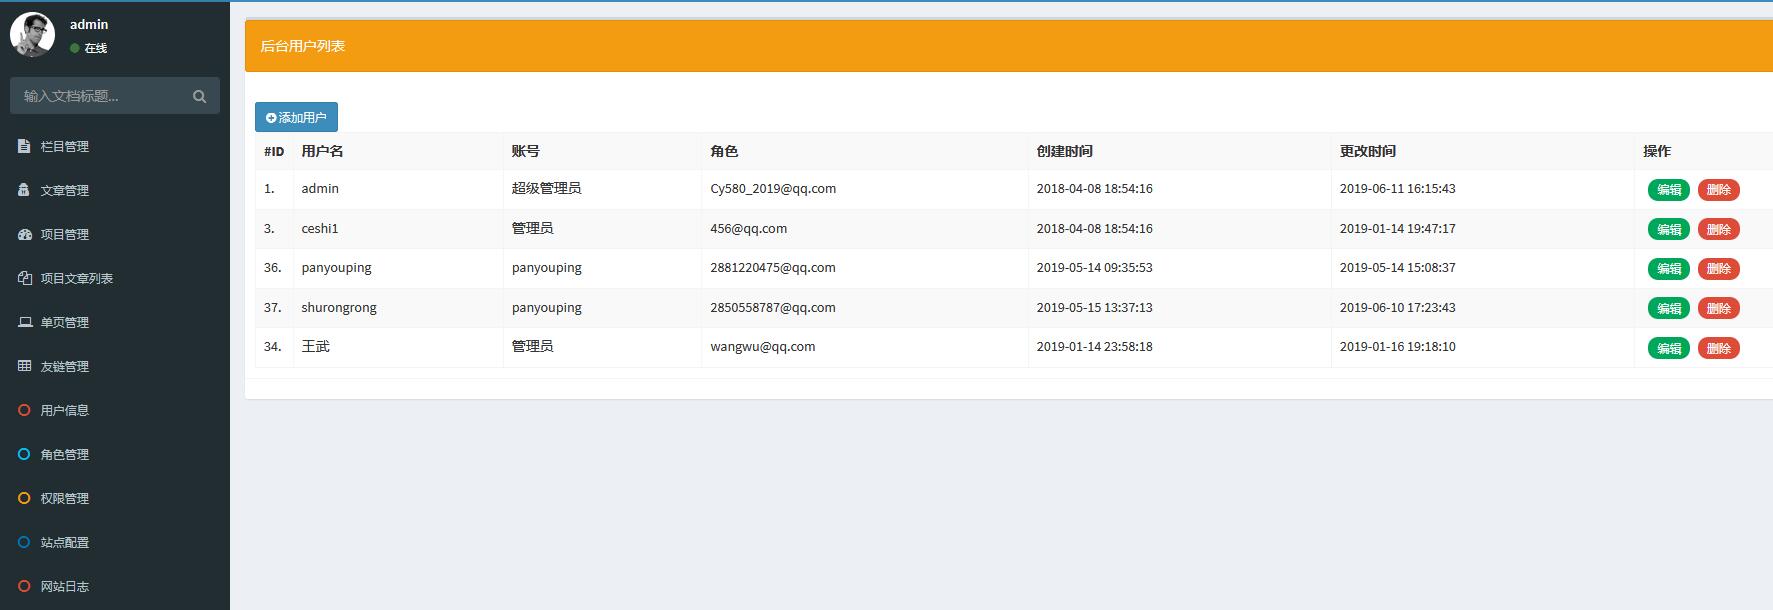 admin
在线
输入文档标题...
栏目管理
文章管理
项目管理
项目文章列表
单页管理
友链管理
用户信息
角色管理
权限管理
站点配置
网站日志
后台用户列表
添加用户
#ID 用户名 账号 角色 创建时间 更改时间 操作
1. admin 超级管理员 Cy580_2019@qq.com 2018-04-08 18:54:16 2019-06-11 16:15:43 编辑 删除
3. ceshi1 管理员 456@qq.com 2018-04-08 18:54:16 2019-01-14 19:47:17 编辑 删除
36. panyouping panyouping 2881220475@qq.com 2019-05-14 09:35:53 2019-05-14 15:08:37 编辑 删除
37. shurongrong panyouping 2850558787@qq.com 2019-05-15 13:37:13 2019-06-10 17:23:43 编辑 删除
34. 王武 管理员 wangwu@qq.com 2019-01-14 23:58:18 2019-01-16 19:18:10 编辑 删除